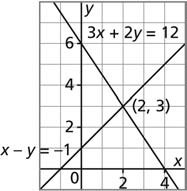 y
3x + 2y = 12
6
4
(2, 3)
2
x – y = –1
x
0
2
4